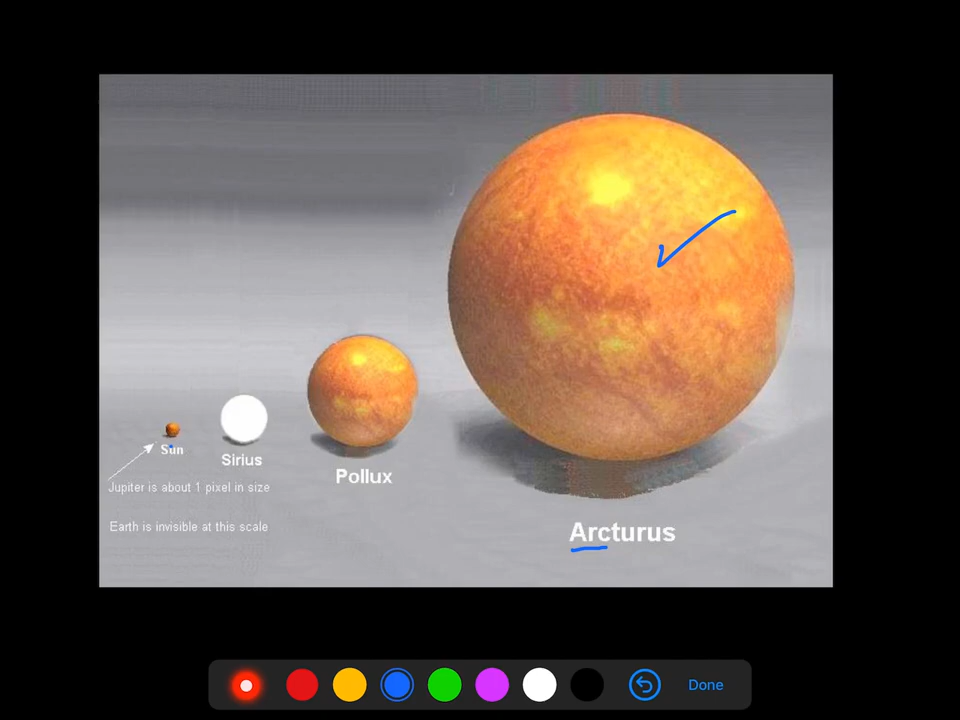 Sun
Sirius
Jupiter is about 1 pixel in size
Pollux
Earth is invisible at this scale
Arcturus
Done